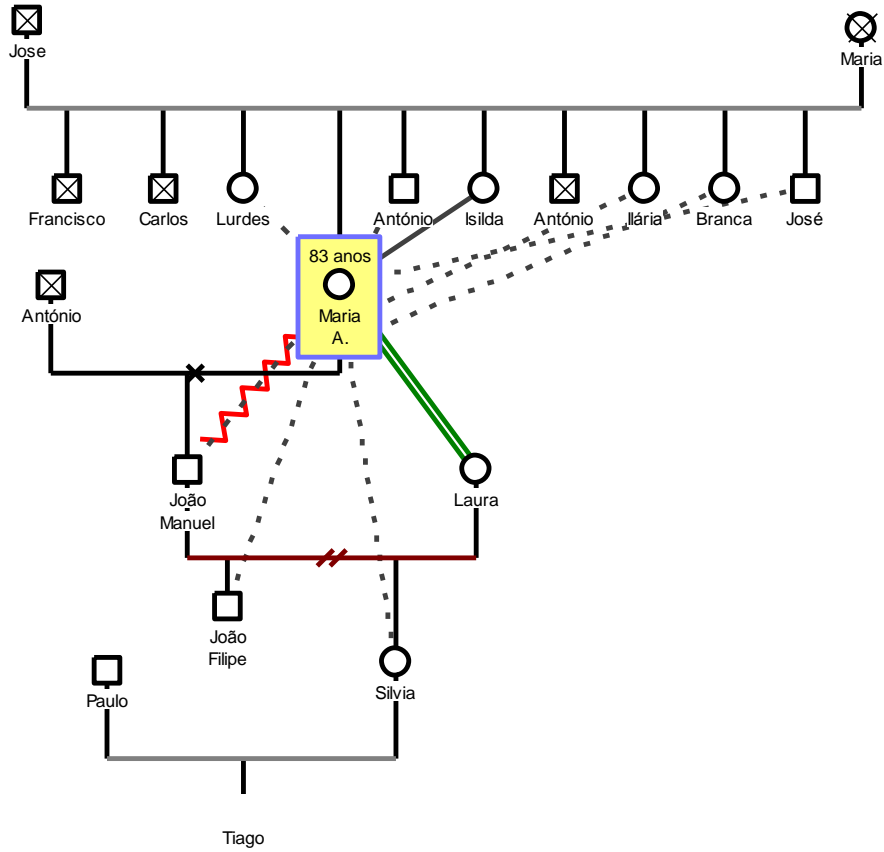 Jose
Maria
Francisco
Carlos
Lurdes
António
Isilda
António
Ilária
Branca
José
83 anos
Maria
A.
António
João
Manuel
Laura
João
Filipe
Paulo
Silvia
Tiago